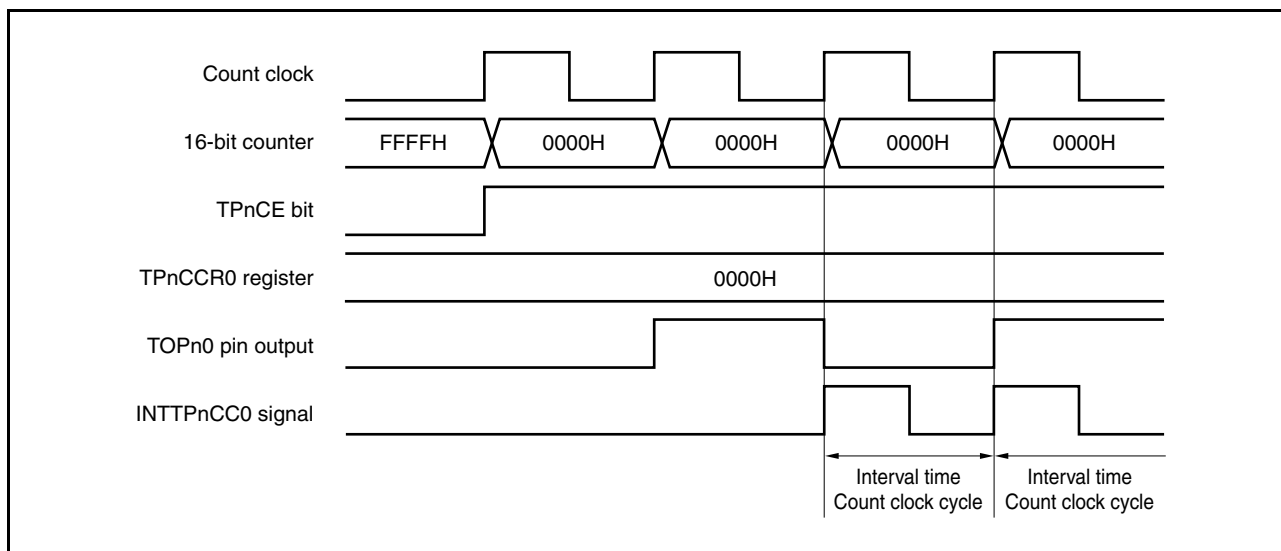 Count clock
16-bit counter FFFFH 0000H 0000H 0000H 0000H
TPnCE bit
TPnCCR0 register 0000H
TOPn0 pin output
INTTPnCC0 signal
Interval time Interval time
Count clock cycle Count clock cycle